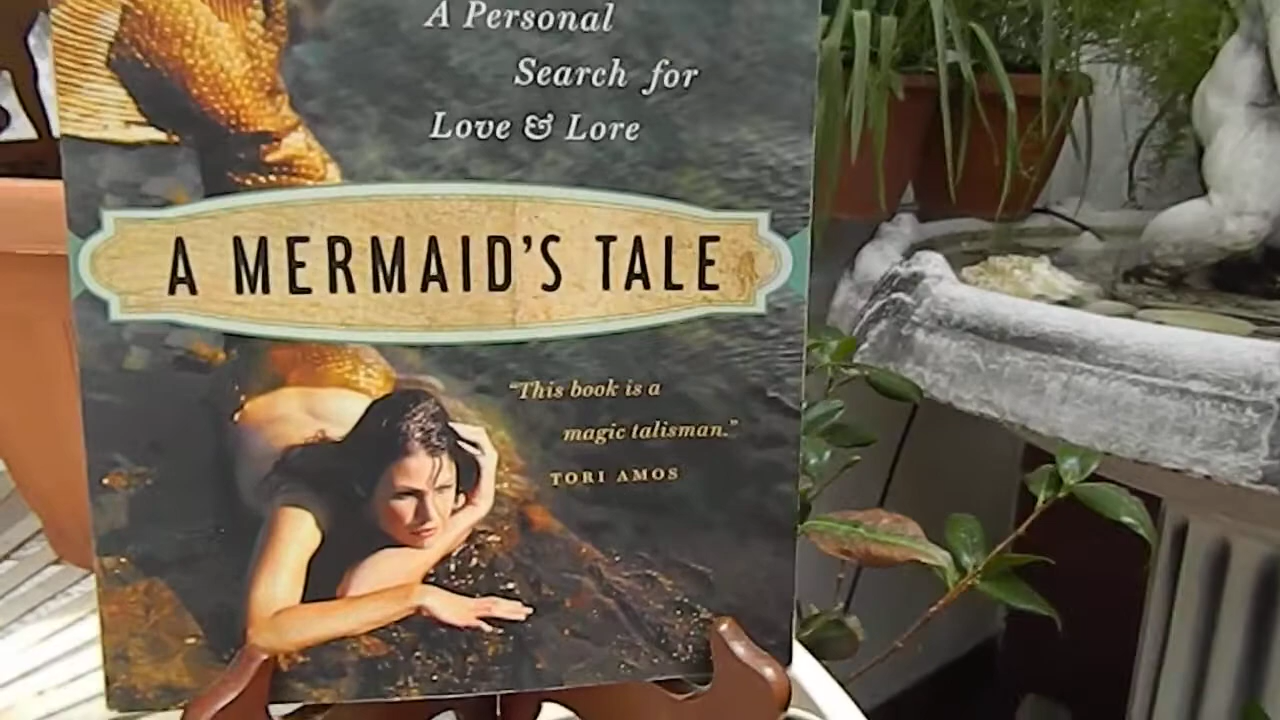 A Personal
Search for
Love & Lore
A MERMAID'S TALE
"This book is a
magic talisman."
TORI AMOS